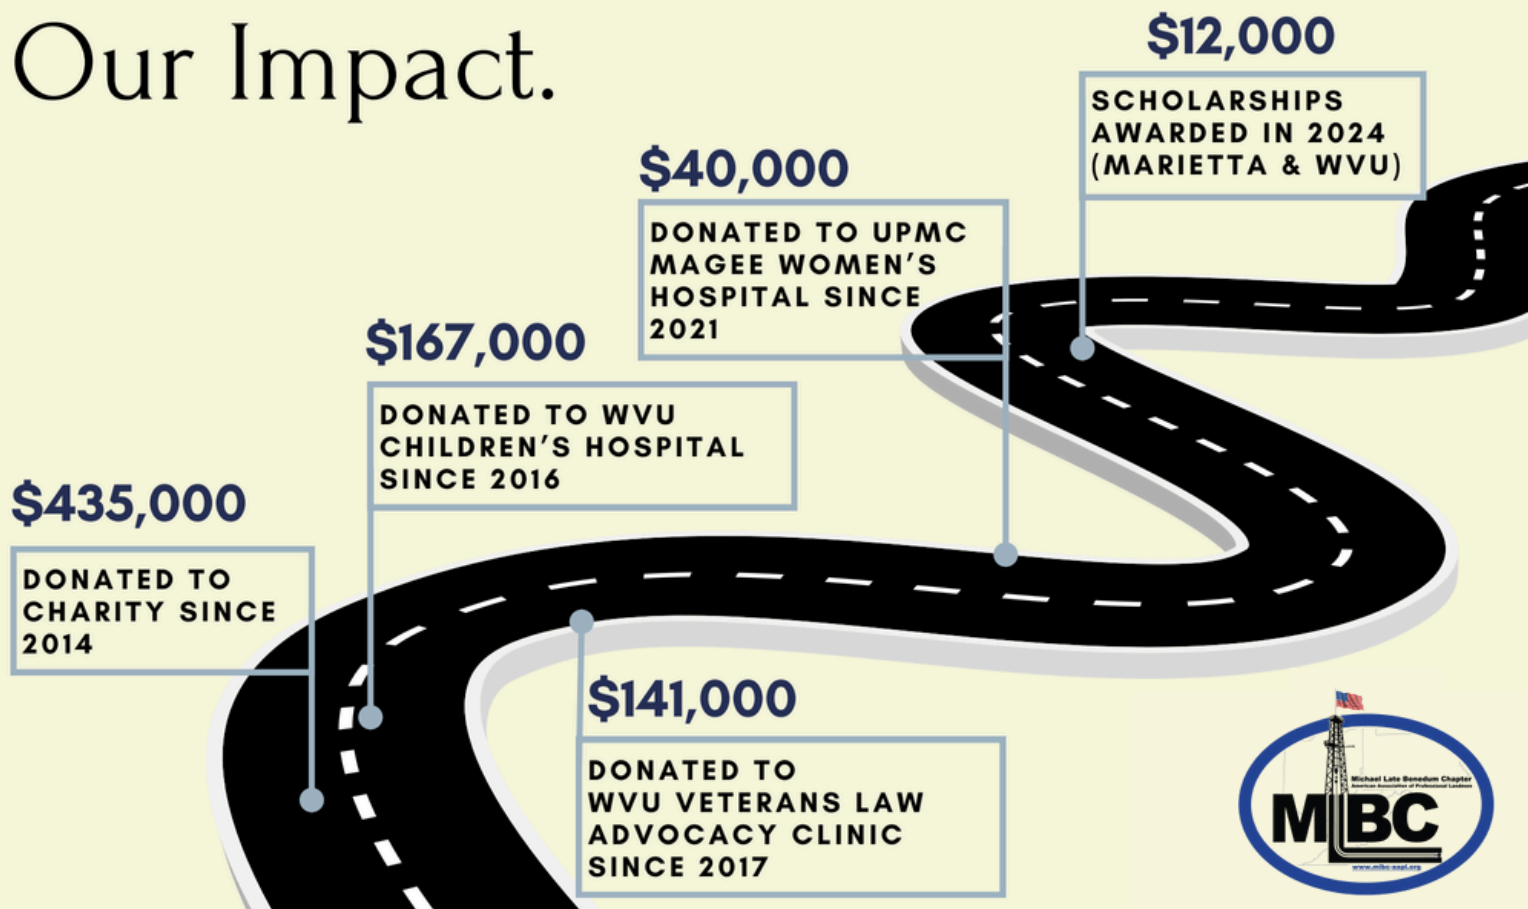 Our Impact.
$12,000
SCHOLARSHIPS
AWARDED IN 2024
(MARIETTA & WVU)
$40,000
DONATED TO UPMC
MAGEE WOMEN'S
HOSPITAL SINCE
2021
$167,000
DONATED TO WVU
CHILDREN'S HOSPITAL
SINCE 2016
$435,000
DONATED TO
CHARITY SINCE
2014
$141,000
DONATED TO
WVU VETERANS LAW
ADVOCACY CLINIC
SINCE 2017
Michael Late Benedum Chapter
American Association of Professional Landmen
MLBC
www.mlbc-aapl.org